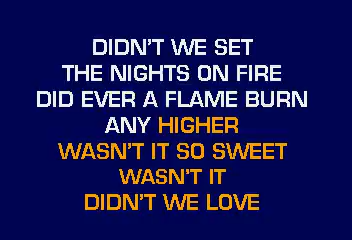 DIDN'T WE SET
THE NIGHTS ON FIRE
DID EVER A FLAME BURN
ANY HIGHER
WASN'T IT SO SWEET
WASN'T IT
DIDN'T WE LOVE